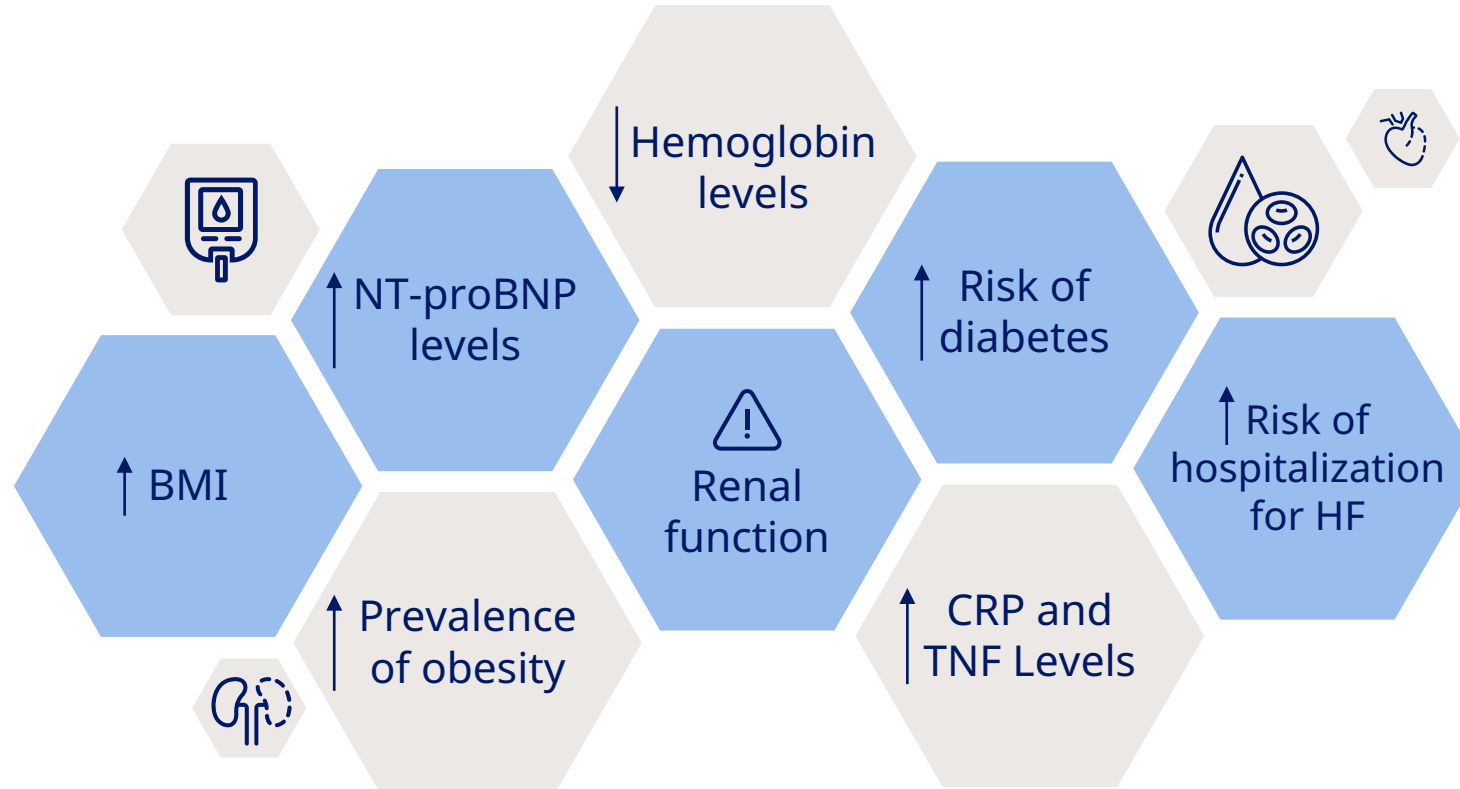 Hemoglobin
levels
NT-proBNP
levels
Risk of
diabetes
BMI
Renal
function
Risk of
hospitalization
for HF
Prevalence
of obesity
CRP and
TNF Levels